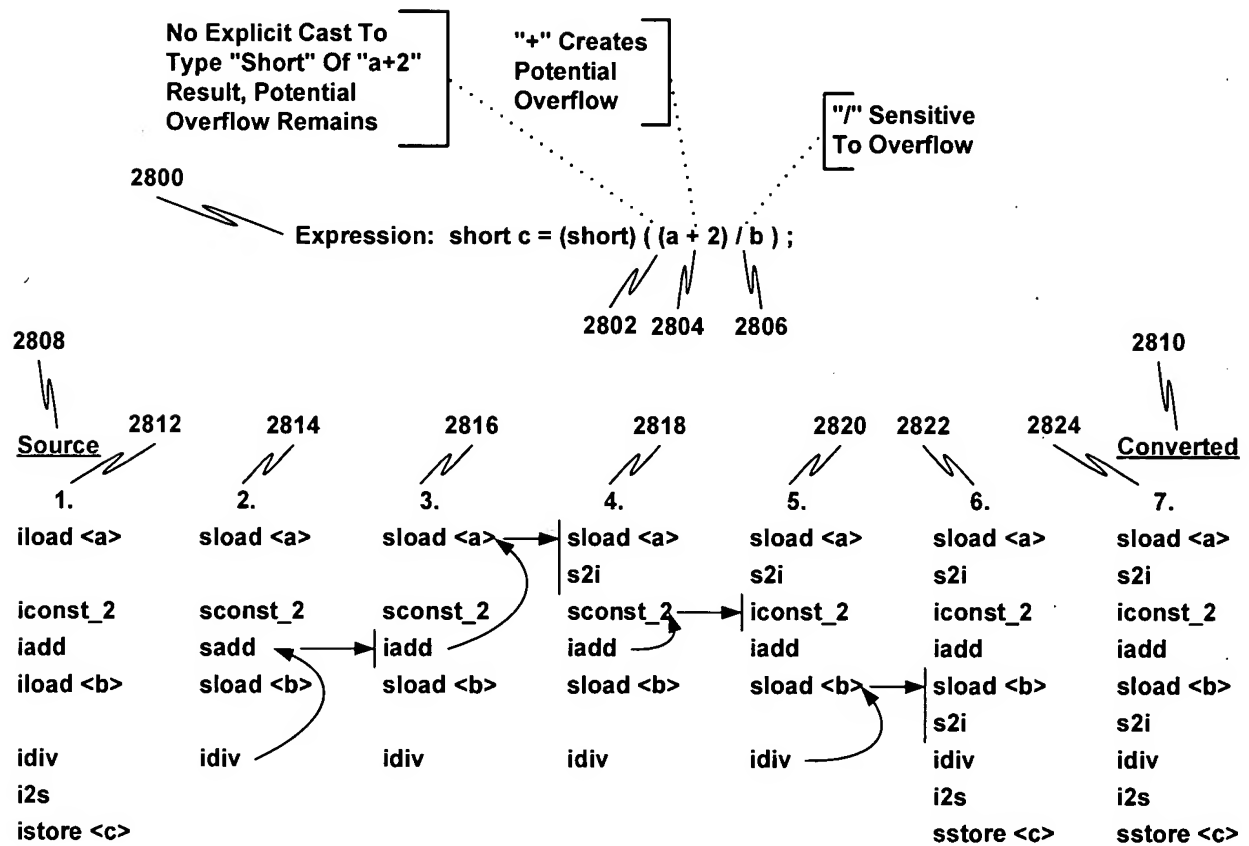 No Explicit Cast To
Type "Short" Of "a+2"
Result, Potential
Overflow Remains
"+" Creates
Potential
Overflow
"/" Sensitive
To Overflow
2800
Expression: short c = (short) ( (a + 2) / b ) ;
2802 2804 2806
2808 2810
2812 2814 2816 2818 2820 2822 2824
Source Converted
1. 2. 3. 4. 5. 6. 7.
iload <a> sload <a> sload <a> sload <a> sload <a> sload <a> sload <a>
s2i s2i s2i s2i
iconst_2 sconst_2 sconst_2 sconst_2 iconst_2 iconst_2 iconst_2
iadd sadd iadd iadd iadd iadd iadd
iload <b> sload <b> sload <b> sload <b> sload <b> sload <b> sload <b>
s2i s2i
idiv idiv idiv idiv idiv idiv idiv
i2s i2s i2s
istore <c> sstore <c> sstore <c>